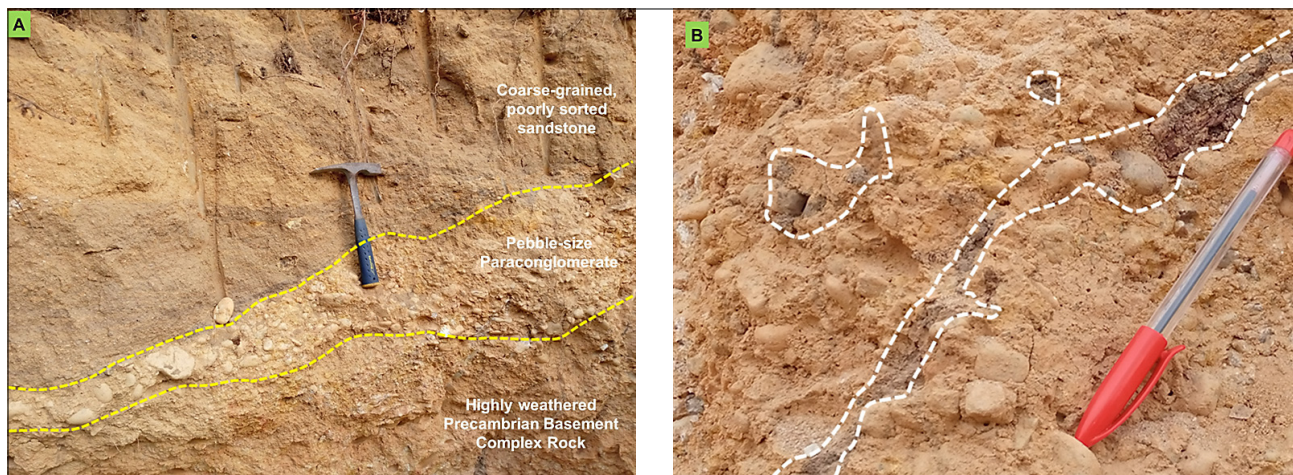 A
Coarse-grained,
poorly sorted
sandstone
Pebble-size
Paraconglomerate
Highly weathered
Precambrian Basement
Complex Rock
B